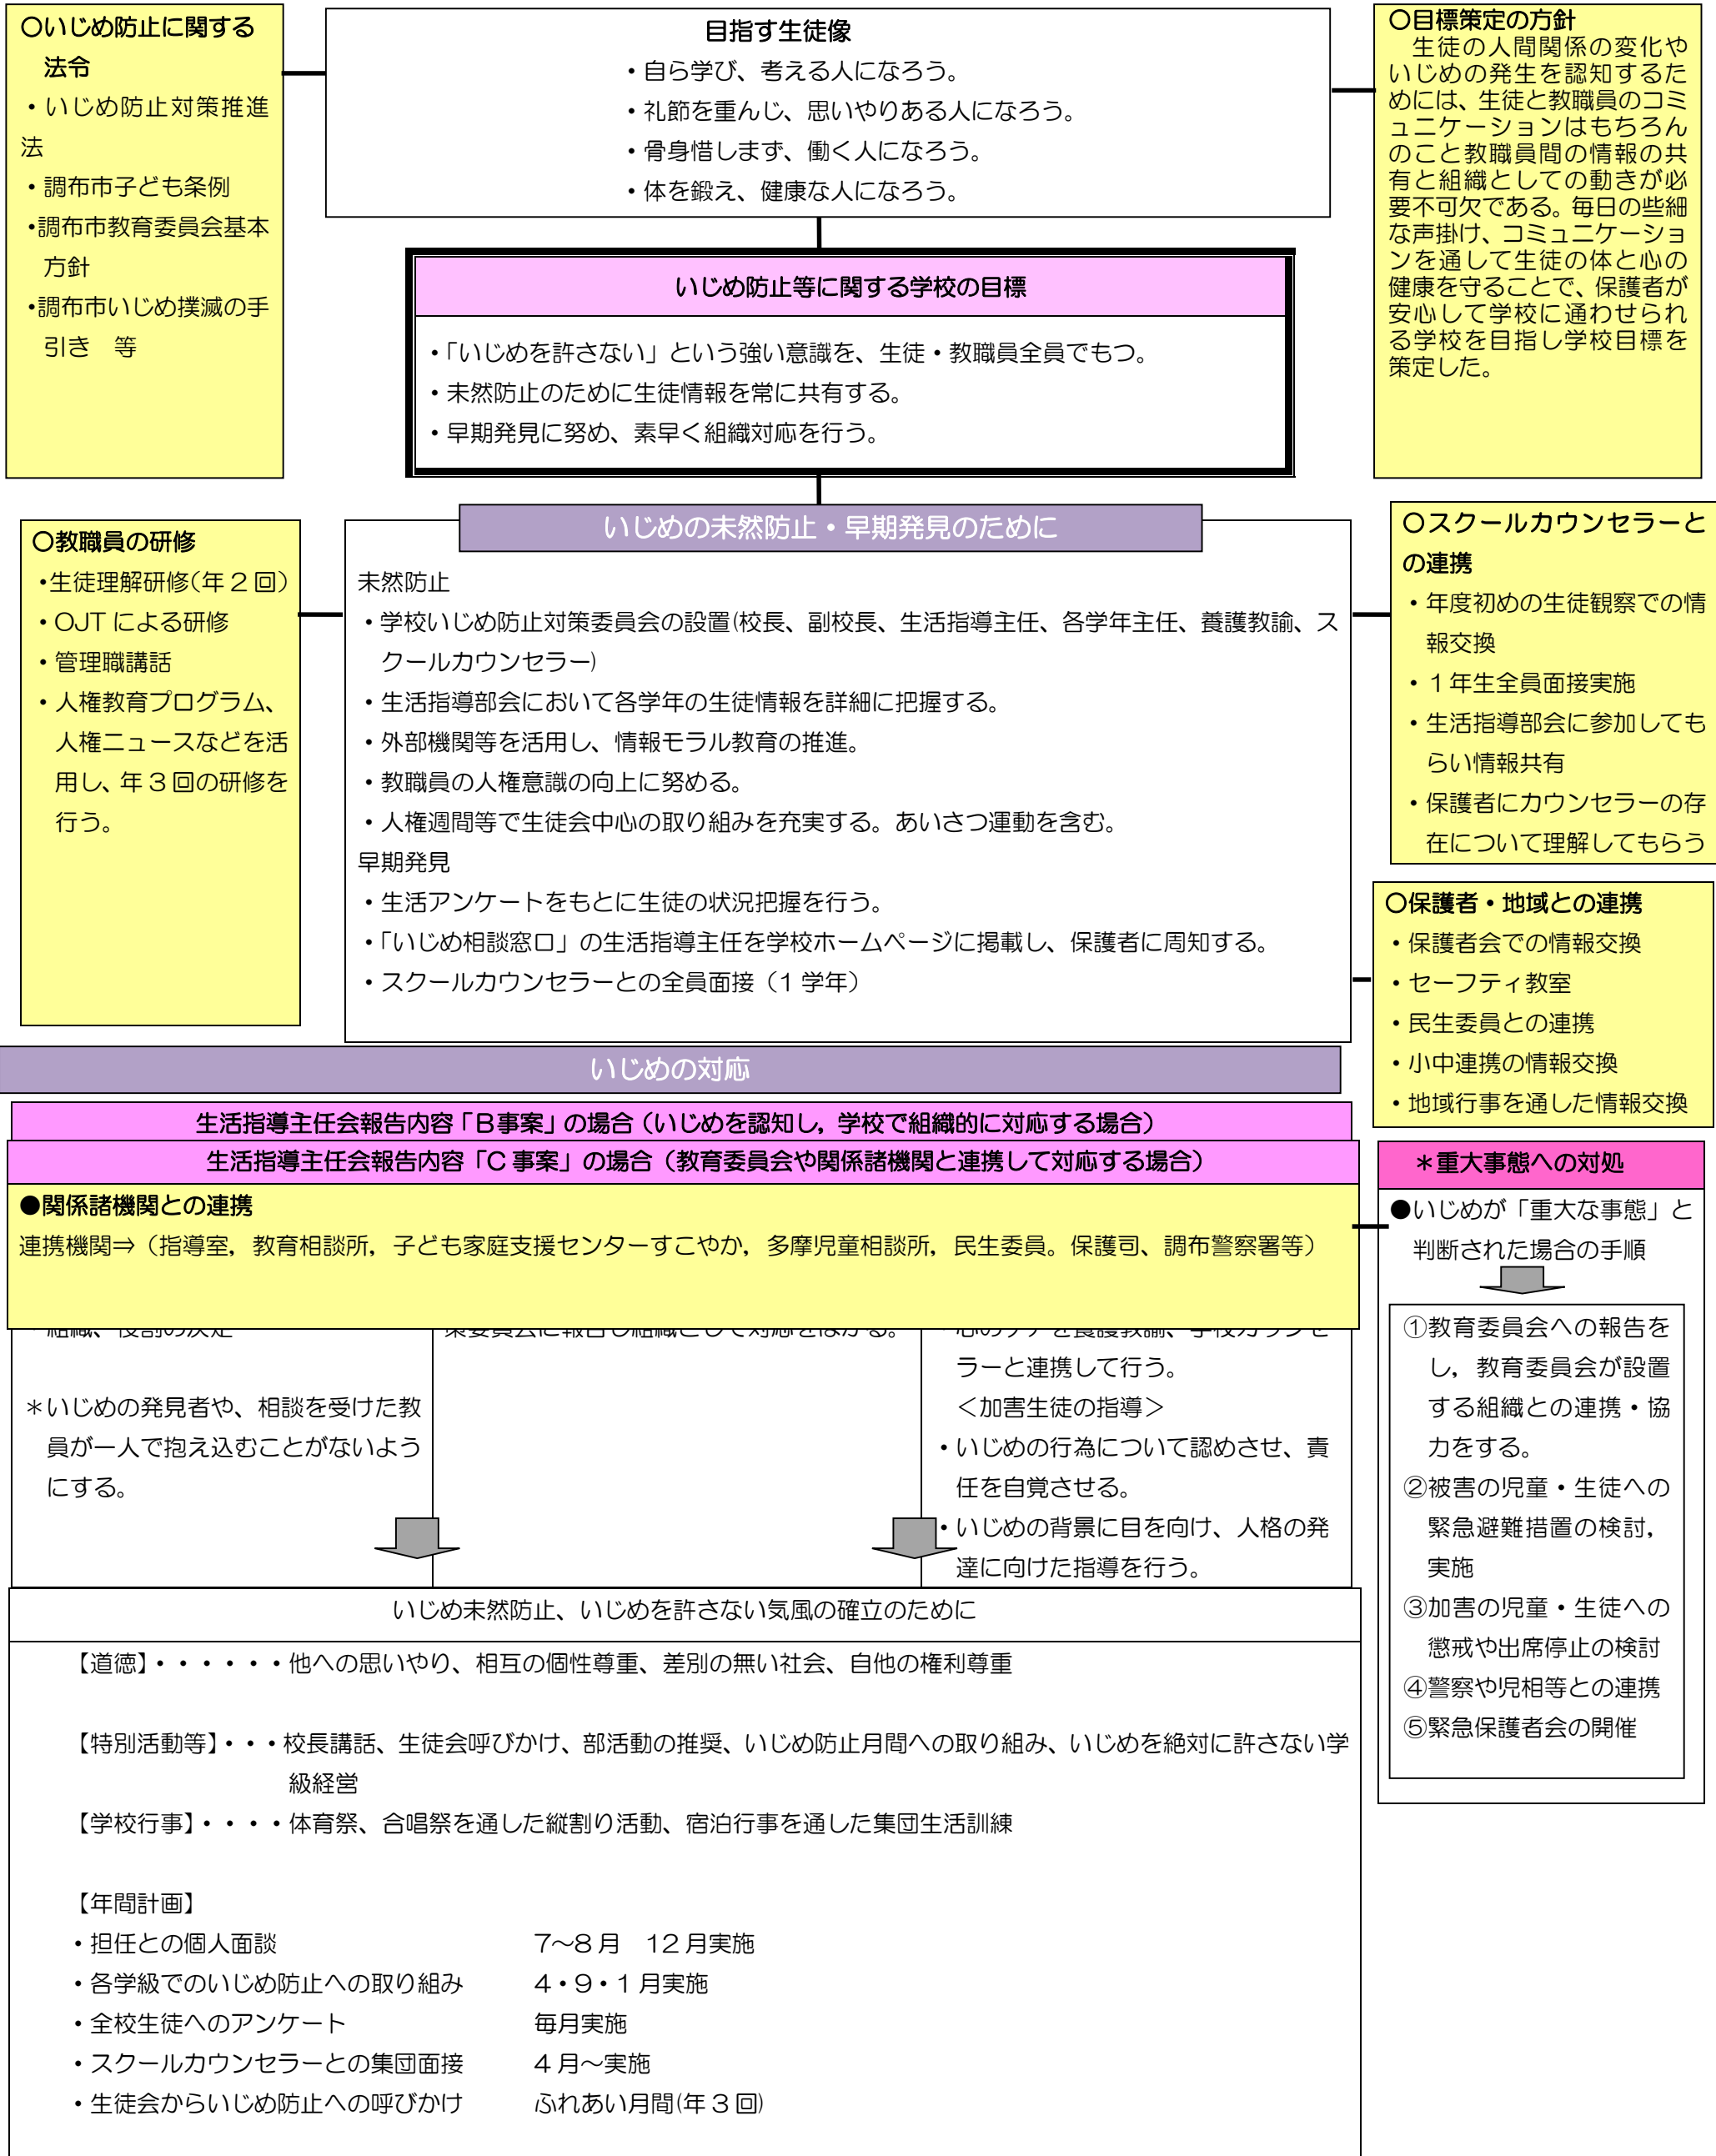 〇いじめ防止に関する
法令
・いじめ防止対策推進
法
・調布市子ども条例
・調布市教育委員会基本
方針
・調布市いじめ撲滅の手
引き　等
目指す生徒像
・自ら学び、考える人になろう。
・礼節を重んじ、思いやりある人になろう。
・骨身惜しまず、働く人になろう。
・体を鍛え、健康な人になろう。
〇目標策定の方針
　生徒の人間関係の変化や
いじめの発生を認知するた
めには、生徒と教職員のコミ
ュニケーションはもちろん
のこと教職員間の情報の共
有と組織としての動きが必
要不可欠である。毎日の些細
な声掛け、コミュニケーショ
ンを通して生徒の体と心の
健康を守ることで、保護者が
安心して学校に通わせられ
る学校を目指し学校目標を
策定した。
いじめ防止等に関する学校の目標
・「いじめを許さない」という強い意識を、生徒・教職員全員でもつ。
・未然防止のために生徒情報を常に共有する。
・早期発見に努め、素早く組織対応を行う。
〇教職員の研修
・生徒理解研修(年２回)
・OJT による研修
・管理職講話
・人権教育プログラム、
人権ニュースなどを活
用し、年３回の研修を
行う。
いじめの未然防止・早期発見のために
未然防止
・学校いじめ防止対策委員会の設置(校長、副校長、生活指導主任、各学年主任、養護教諭、ス
クールカウンセラー)
・生活指導部会において各学年の生徒情報を詳細に把握する。
・外部機関等を活用し、情報モラル教育の推進。
・教職員の人権意識の向上に努める。
・人権週間等で生徒会中心の取り組みを充実する。あいさつ運動を含む。
早期発見
・生活アンケートをもとに生徒の状況把握を行う。
・「いじめ相談窓口」の生活指導主任を学校ホームページに掲載し、保護者に周知する。
・スクールカウンセラーとの全員面接（1 学年）
〇スクールカウンセラーと
の連携
・年度初めの生徒観察での情
報交換
・１年生全員面接実施
・生活指導部会に参加しても
らい情報共有
・保護者にカウンセラーの存
在について理解してもらう
〇保護者・地域との連携
・保護者会での情報交換
・セーフティ教室
・民生委員との連携
・小中連携の情報交換
・地域行事を通した情報交換
いじめの対応
生活指導主任会報告内容「Ｂ事案」の場合（いじめを認知し，学校で組織的に対応する場合）
生活指導主任会報告内容「C 事案」の場合（教育委員会や関係諸機関と連携して対応する場合）
●関係諸機関との連携
連携機関⇒（指導室，教育相談所，子ども家庭支援センターすこやか，多摩児童相談所，民生委員。保護司、調布警察署等）
・組織、役割の決定
＊いじめの発見者や、相談を受けた教
員が一人で抱え込むことがないよう
にする。
策委員会に報告し組織として対応をはかる。
・心のケアを養護教諭、学校カウンセ
ラーと連携して行う。
＜加害生徒の指導＞
・いじめの行為について認めさせ、責
任を自覚させる。
・いじめの背景に目を向け、人格の発
達に向けた指導を行う。
＊重大事態への対処
●いじめが「重大な事態」と
判断された場合の手順
①教育委員会への報告を
し，教育委員会が設置
する組織との連携・協
力をする。
②被害の児童・生徒への
緊急避難措置の検討，
実施
③加害の児童・生徒への
懲戒や出席停止の検討
④警察や児相等との連携
⑤緊急保護者会の開催
いじめ未然防止、いじめを許さない気風の確立のために
【道徳】・・・・・・他への思いやり、相互の個性尊重、差別の無い社会、自他の権利尊重
【特別活動等】・・・校長講話、生徒会呼びかけ、部活動の推奨、いじめ防止月間への取り組み、いじめを絶対に許さない学
級経営
【学校行事】・・・・体育祭、合唱祭を通した縦割り活動、宿泊行事を通した集団生活訓練
【年間計画】
・担任との個人面談　7～8 月　12 月実施
・各学級でのいじめ防止への取り組み　4・9・1 月実施
・全校生徒へのアンケート　毎月実施
・スクールカウンセラーとの集団面接　4 月～実施
・生徒会からいじめ防止への呼びかけ　ふれあい月間(年３回)